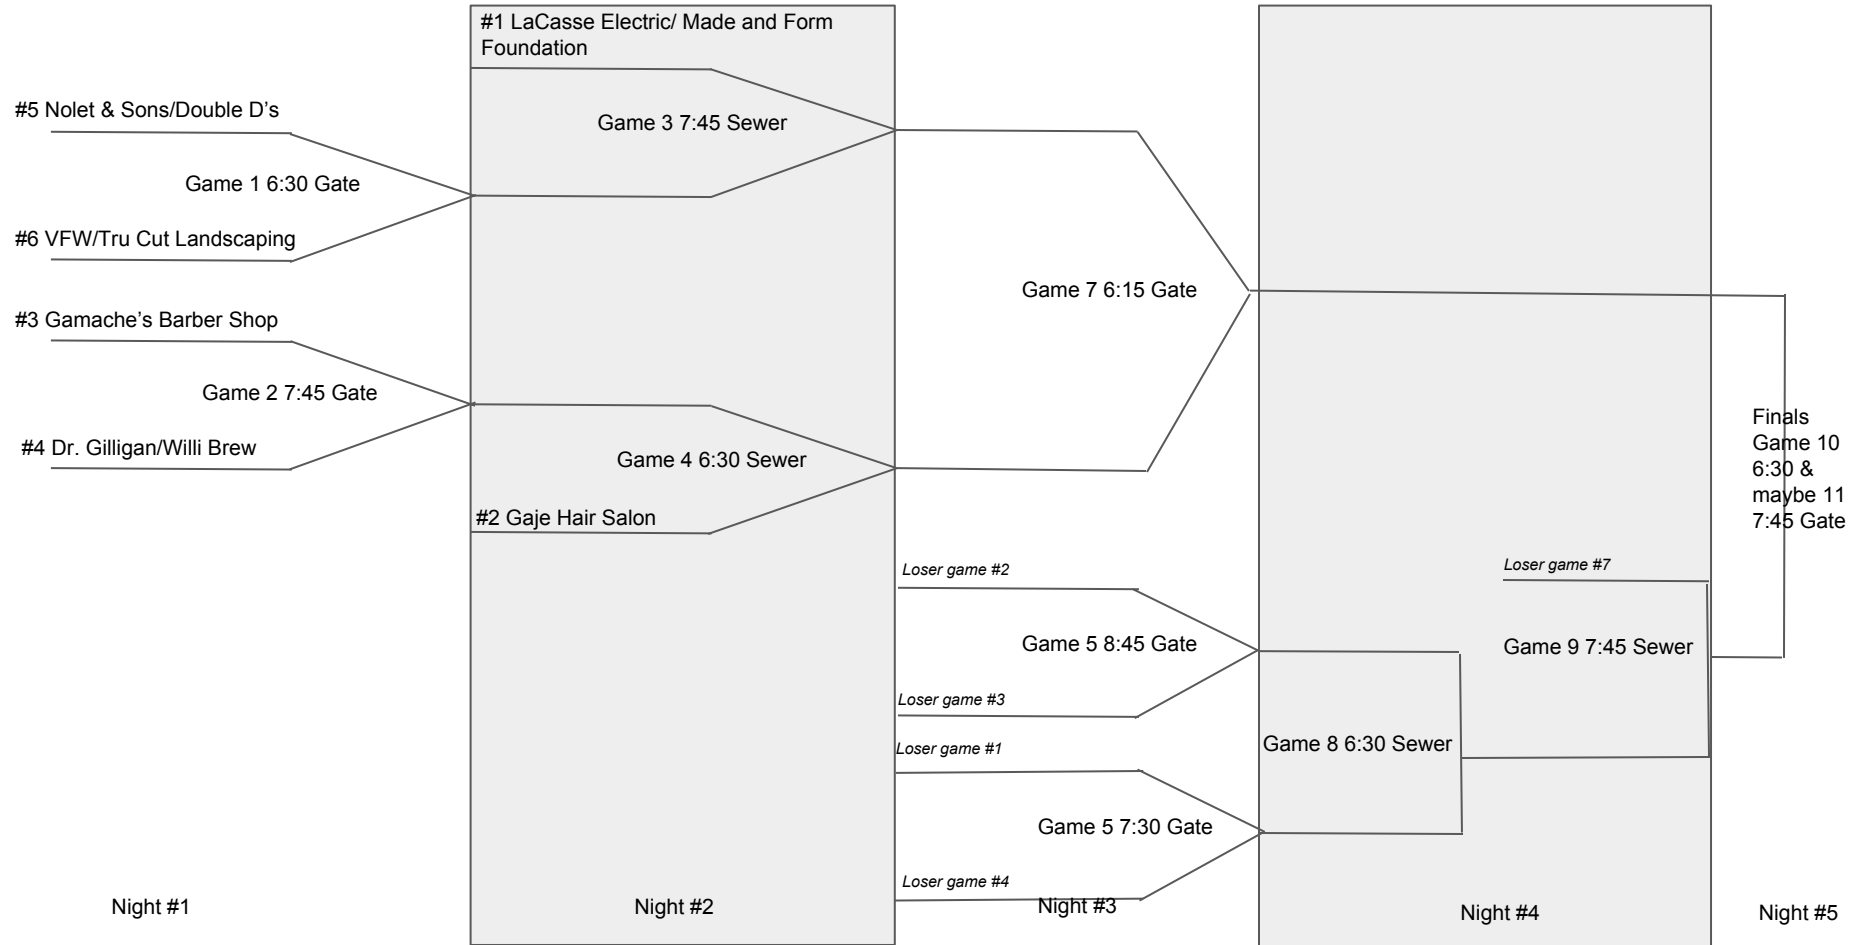 #1 LaCasse Electric/ Made and Form
Foundation
#5 Nolet & Sons/Double D's
Game 3 7:45 Sewer
Game 1 6:30 Gate
#6 VFW/Tru Cut Landscaping
Game 7 6:15 Gate
#3 Gamache's Barber Shop
Game 2 7:45 Gate
Finals
Game 10
6:30 &
maybe 11
7:45 Gate
#4 Dr. Gilligan/Willi Brew
Game 4 6:30 Sewer
#2 Gaje Hair Salon
Loser game #2
Loser game #7
Game 5 8:45 Gate
Game 9 7:45 Sewer
Loser game #3
Loser game #1
Game 8 6:30 Sewer
Game 5 7:30 Gate
Loser game #4
Night #1
Night #2
Night #3
Night #4
Night #5